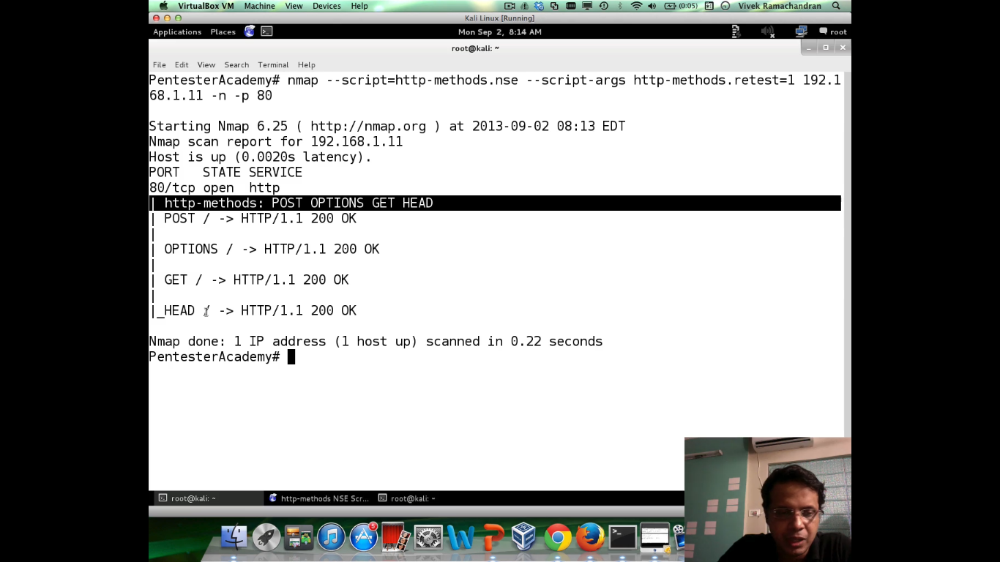 VirtualBox VM Machine View Devices Help (0:05) Vivek Ramachandran
Kali Linux [Running]
Applications Places Mon Sep 2, 8:14 AM root
root@kali: ~
File Edit View Search Terminal Help
PentesterAcademy# nmap --script=http-methods.nse --script-args http-methods.retest=1 192.1
68.1.11 -n -p 80
Starting Nmap 6.25 ( http://nmap.org ) at 2013-09-02 08:13 EDT
Nmap scan report for 192.168.1.11
Host is up (0.0020s latency).
PORT STATE SERVICE
80/tcp open http
| http-methods: POST OPTIONS GET HEAD
| POST / -> HTTP/1.1 200 OK
|
| OPTIONS / -> HTTP/1.1 200 OK
|
| GET / -> HTTP/1.1 200 OK
|
|_HEAD / -> HTTP/1.1 200 OK
Nmap done: 1 IP address (1 host up) scanned in 0.22 seconds
PentesterAcademy#
root@kali: ~ http-methods NSE Scr... root@kali: ~
5